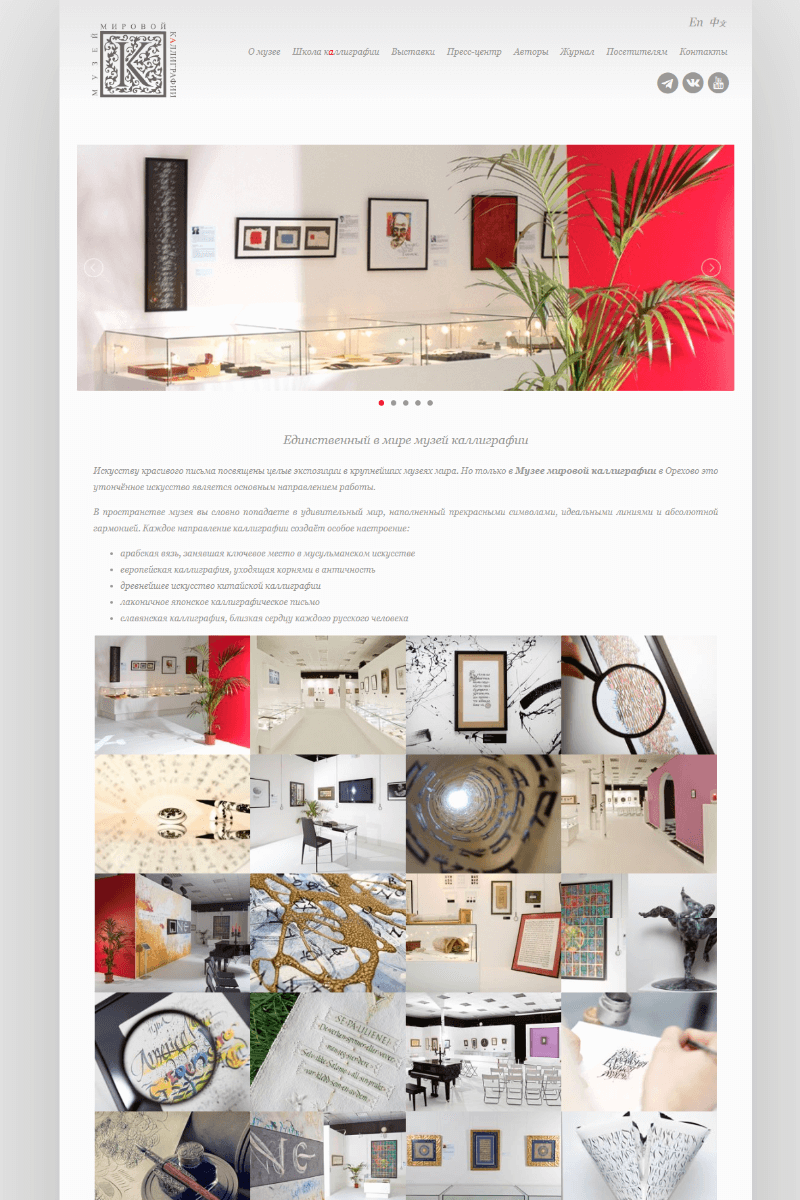 En 中文
МУЗЕЙ МИРОВОЙ КАЛЛИГРАФИИ
К
О музее Школа каллиграфии Выставки Пресс-центр Авторы Журнал Посетителям Контакты
Единственный в мире музей каллиграфии
Искусству красивого письма посвящены целые экспозиции в крупнейших музеях мира. Но только в Музее мировой каллиграфии в Орехово это
утончённое искусство является основным направлением работы.
В пространстве музея вы словно попадаете в удивительный мир, наполненный прекрасными символами, идеальными линиями и абсолютной
гармонией. Каждое направление каллиграфии создаёт особое настроение:
• арабская вязь, занявшая ключевое место в мусульманском искусстве
• европейская каллиграфия, уходящая корнями в античность
• древнейшее искусство китайской каллиграфии
• лаконичное японское каллиграфическое письмо
• славянская каллиграфия, близкая сердцу каждого русского человека